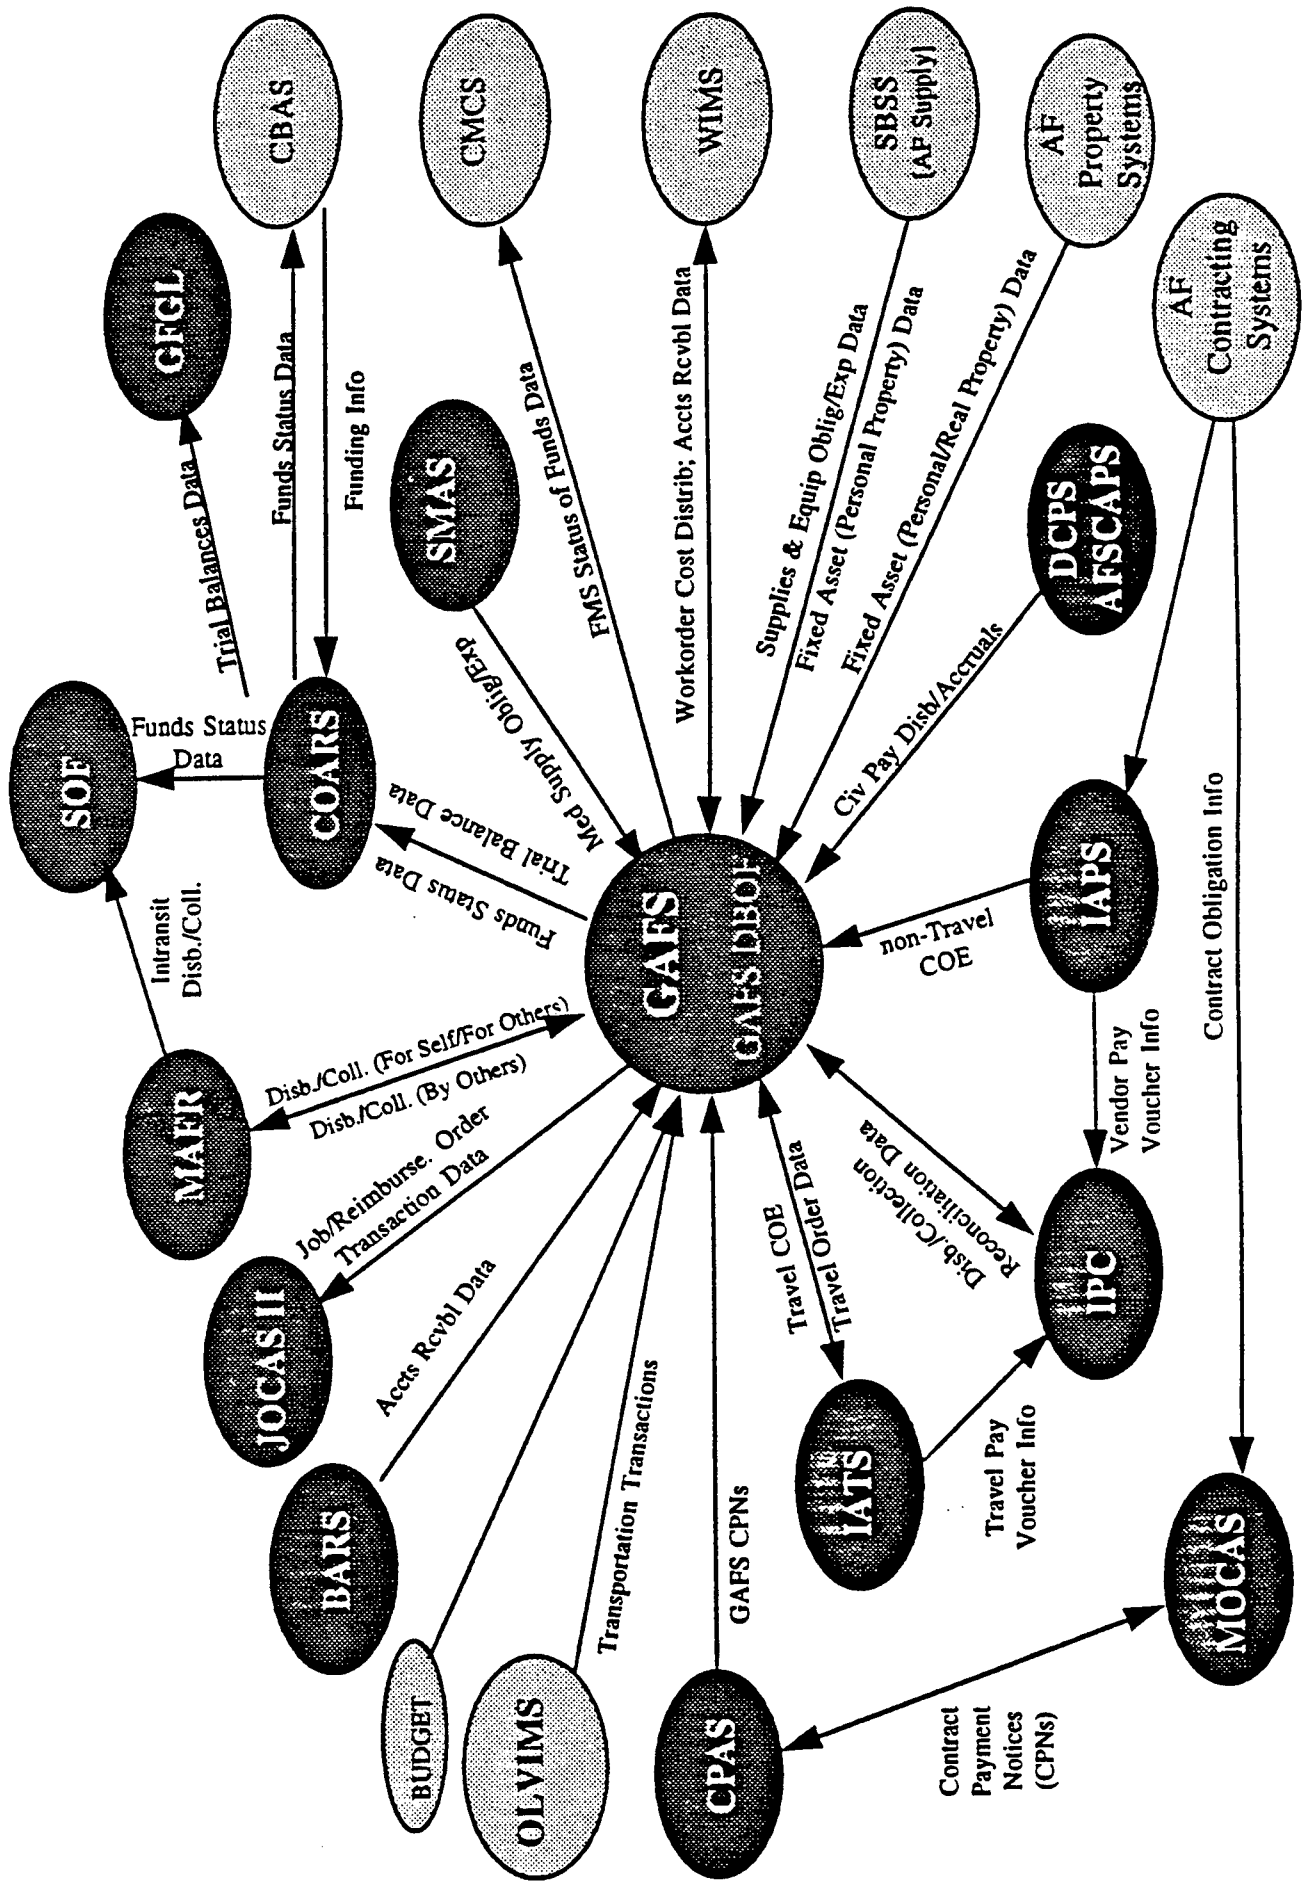 CBAS
CMCS
WIMS
SBSS
(AP Supply)
AF
Property
Systems
AF
Contracting
Systems
GFGL
SMAS
DCPS
AFSCAPS
SOF
COARS
IAPS
GAFS
GAFS DBOF
MAFR
JOCAS II
BARS
BUDGET
OLVIMS
CPAS
IATS
IPC
MOCAS
Trial Balances Data
Funds Status Data
Funding Info
Funds Status
Data
Intransit
Disb./Coll.
Trial Balance Data
Funds Status Data
Med Supply Oblig/Exp
FMS Status of Funds Data
Workorder Cost Distrib; Accts Rcvbl Data
Supplies & Equip Oblig/Exp Data
Fixed Asset (Personal Property) Data
Fixed Asset (Personal/Real Property) Data
Civ Pay Disb/Accruals
non-Travel
COE
Contract Obligation Info
Vendor Pay
Voucher Info
Disb./Coll. (For Self/For Others)
Disb./Coll. (By Others)
Job/Reimburse. Order
Transaction Data
Accts Rcvbl Data
Transportation Transactions
GAFS CPNs
Travel COE
Travel Order Data
Disb./Collection
Reconciliation Data
Travel Pay
Voucher Info
Contract
Payment
Notices
(CPNs)